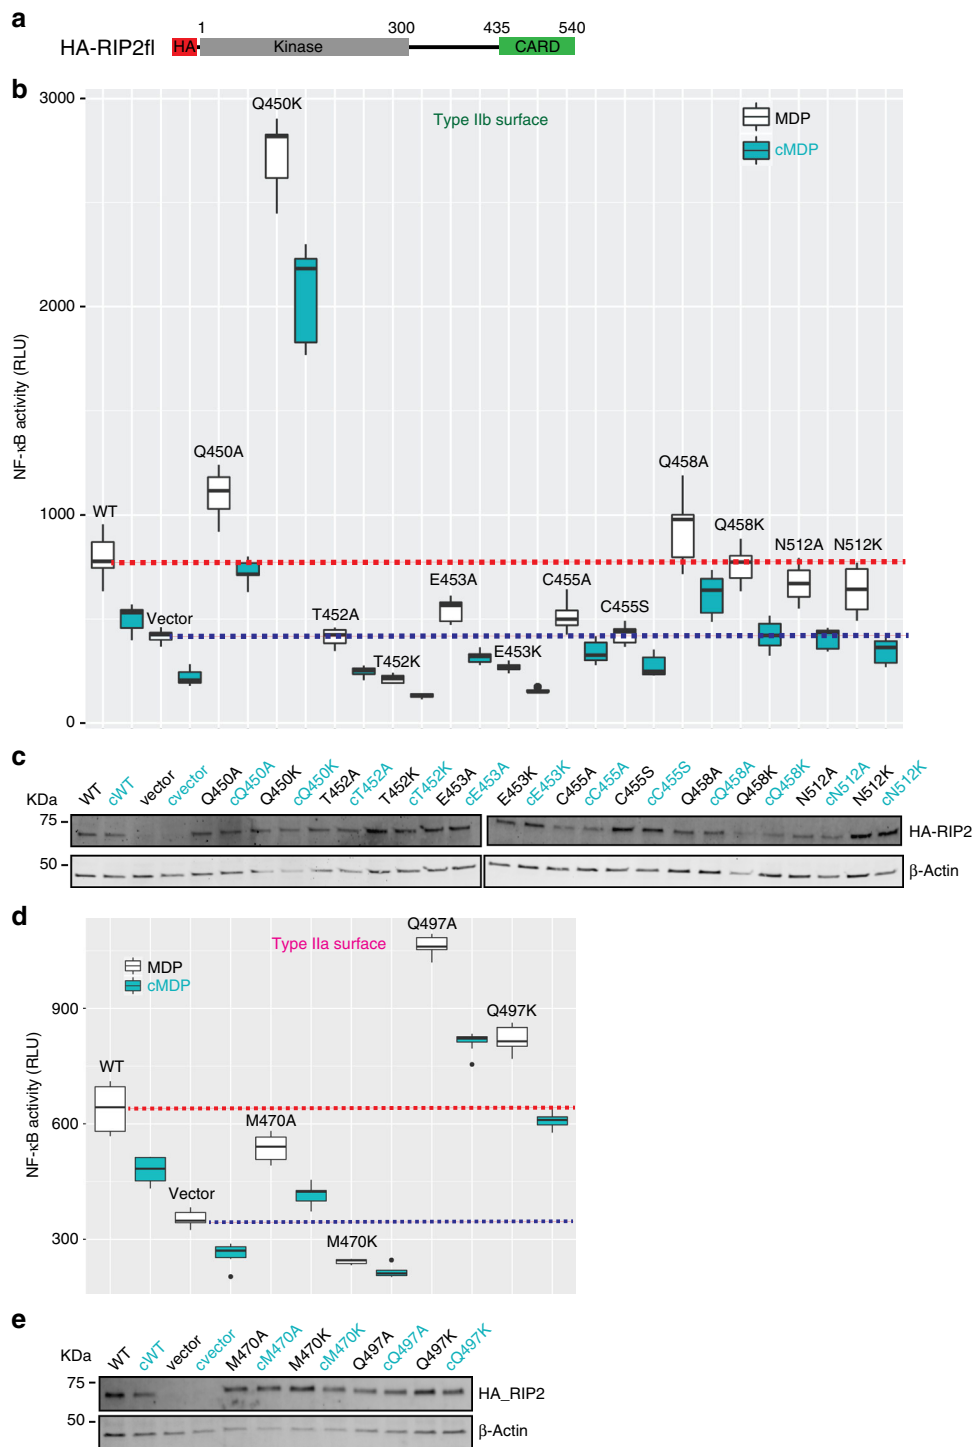 a
1 300 435 540
HA-RIP2fl HA Kinase CARD
b
3000
2000
1000
0
NF-κB activity (RLU)
Type IIb surface
MDP
cMDP
WT
Vector
Q450A
Q450K
T452A
T452K
E453A
E453K
C455A
C455S
Q458A
Q458K
N512A
N512K
c
KDa
WT cWT vector cvector Q450A cQ450A Q450K cQ450K T452A cT452A T452K cT452K E453A cE453A E453K cE453K C455A cC455A C455S cC455S Q458A cQ458A Q458K cQ458K N512A cN512A N512K cN512K
75
HA-RIP2
50
β-Actin
d
900
600
300
NF-κB activity (RLU)
Type IIa surface
MDP
cMDP
WT
Vector
M470A
M470K
Q497A
Q497K
e
KDa
WT cWT vector cvector M470A cM470A M470K cM470K Q497A cQ497A Q497K cQ497K
75
HA_RIP2
50
β-Actin